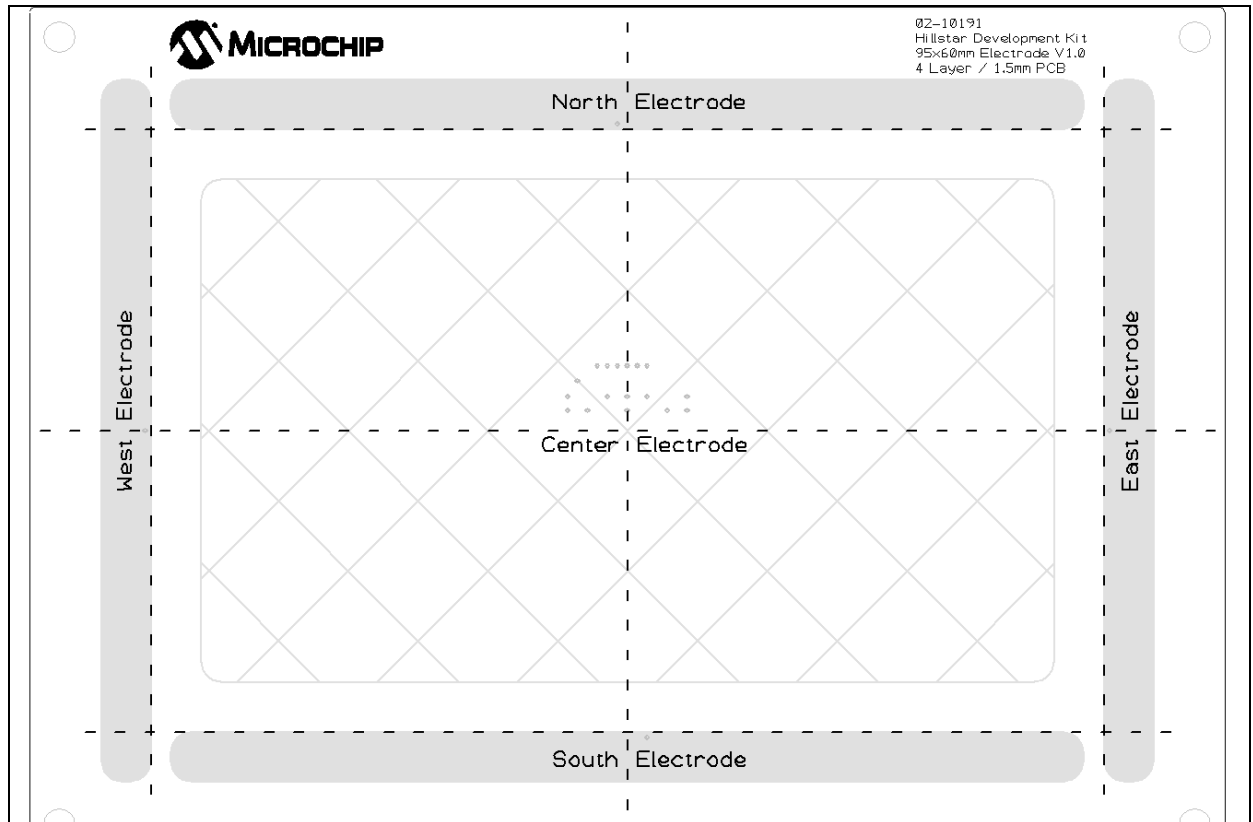 MICROCHIP
02-10191
Hillstar Development Kit
95x60mm Electrode V1.0
4 Layer / 1.5mm PCB
North Electrode
West Electrode
Center Electrode
East Electrode
South Electrode